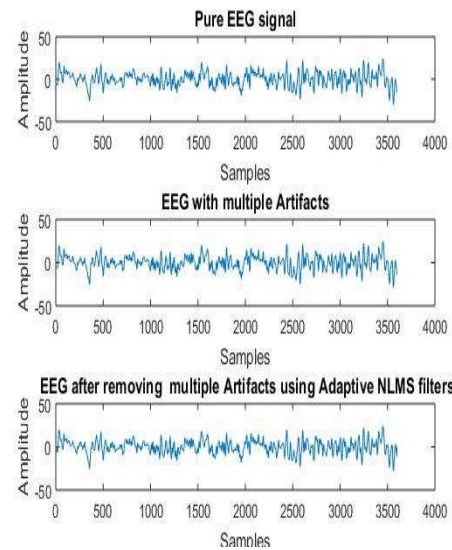 Pure EEG signal
50
0
-50
Amplitude
0 500 1000 1500 2000 2500 3000 3500 4000
Samples
EEG with multiple Artifacts
50
0
-50
Amplitude
0 500 1000 1500 2000 2500 3000 3500 4000
Samples
EEG after removing multiple Artifacts using Adaptive NLMS filters
50
0
-50
Amplitude
0 500 1000 1500 2000 2500 3000 3500 4000
Samples